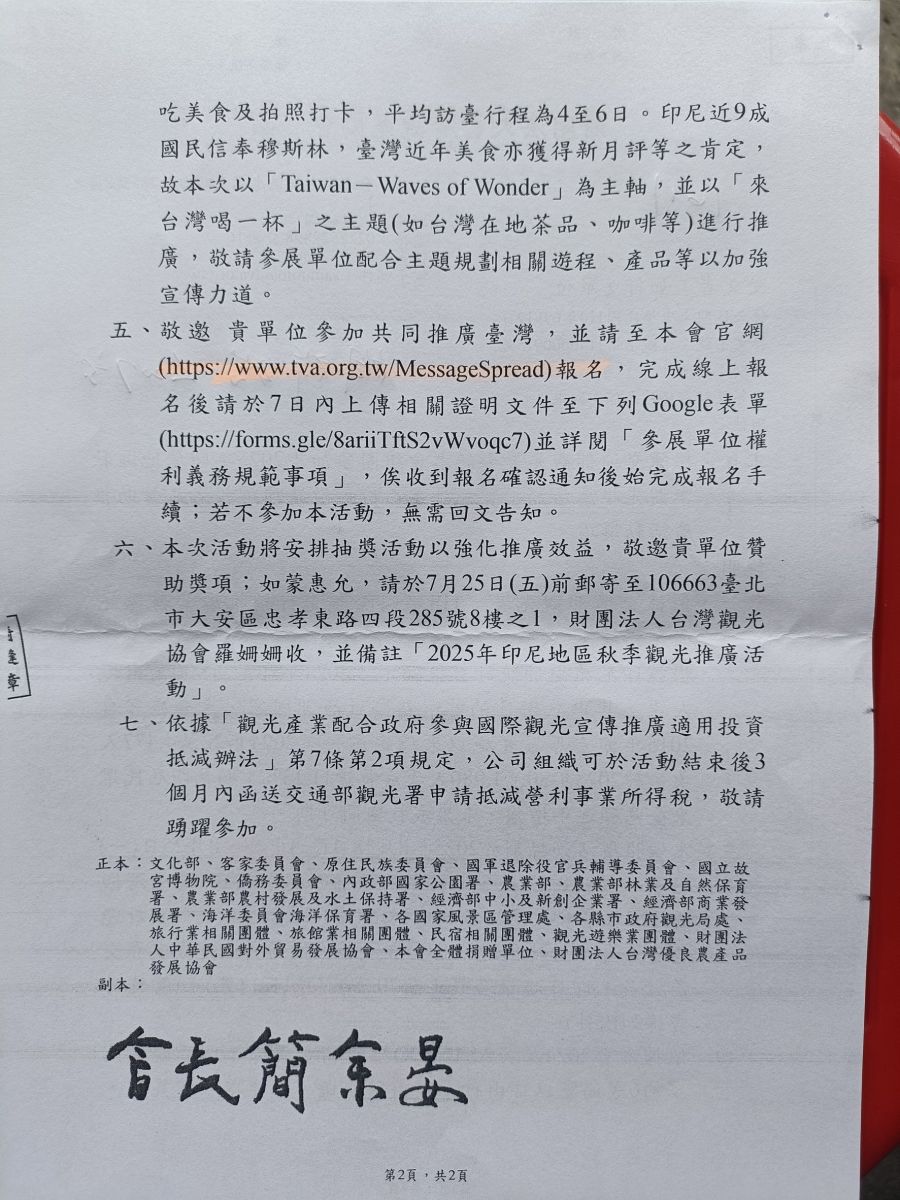 吃美食及拍照打卡，平均訪臺行程為4至6日。印尼近9成
國民信奉穆斯林，臺灣近年美食亦獲得新月評等之肯定，
故本次以「Taiwan－Waves of Wonder」為主軸，並以「來
台灣喝一杯」之主題(如台灣在地茶品、咖啡等)進行推
廣，敬請參展單位配合主題規劃相關遊程、產品等以加強
宣傳力道。
五、敬邀 貴單位參加共同推廣臺灣，並請至本會官網
(https://www.tva.org.tw/MessageSpread)報名，完成線上報
名後請於7日內上傳相關證明文件至下列Google表單
(https://forms.gle/8ariiTftS2vWvoqc7)並詳閱「參展單位權
利義務規範事項」，俟收到報名確認通知後始完成報名手
續；若不參加本活動，無需回文告知。
六、本次活動將安排抽獎活動以強化推廣效益，敬邀貴單位贊
助獎項；如蒙惠允，請於7月25日(五)前郵寄至106663臺北
市大安區忠孝東路四段285號8樓之1，財團法人台灣觀光
協會羅姍姍收，並備註「2025年印尼地區秋季觀光推廣活
動」。
七、依據「觀光產業配合政府參與國際觀光宣傳推廣適用投資
抵減辦法」第7條第2項規定，公司組織可於活動結束後3
個月內函送交通部觀光署申請抵減營利事業所得稅，敬請
踴躍參加。
正本：文化部、客家委員會、原住民族委員會、國軍退除役官兵輔導委員會、國立故
宮博物院、僑務委員會、內政部國家公園署、農業部、農業部林業及自然保育
署、農業部農村發展及水土保持署、經濟部中小及新創企業署、經濟部商業發
展署、海洋委員會海洋保育署、各國家風景區管理處、各縣市政府觀光局處、
旅行業相關團體、旅館業相關團體、民宿相關團體、觀光遊樂業團體、財團法
人中華民國對外貿易發展協會、本會全體捐贈單位、財團法人台灣優良農產品
發展協會
副本：
會長簡余晏
第2頁，共2頁